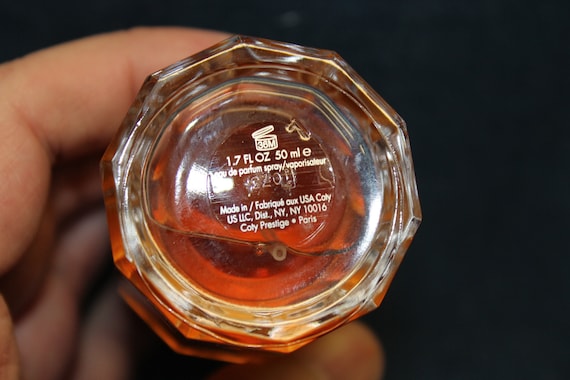 36M
1.7 FL OZ 50 ml e
eau de parfum spray/vaporisateur
Made in / Fabriqué aux USA Coty
US LLC, Dist., NY, NY 10016
Coty Prestige • Paris